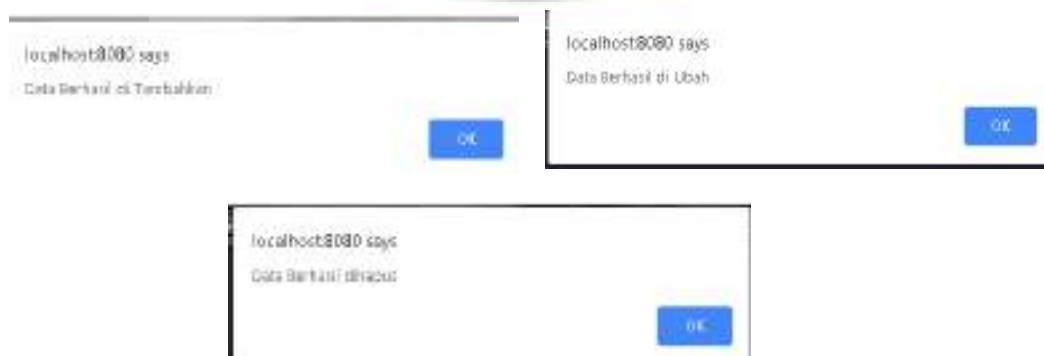 localhost:8080 says
Data Berhasil di Tambahkan
OK
localhost:8080 says
Data Berhasil di Ubah
OK
localhost:8080 says
Data Berhasil dihapus
OK